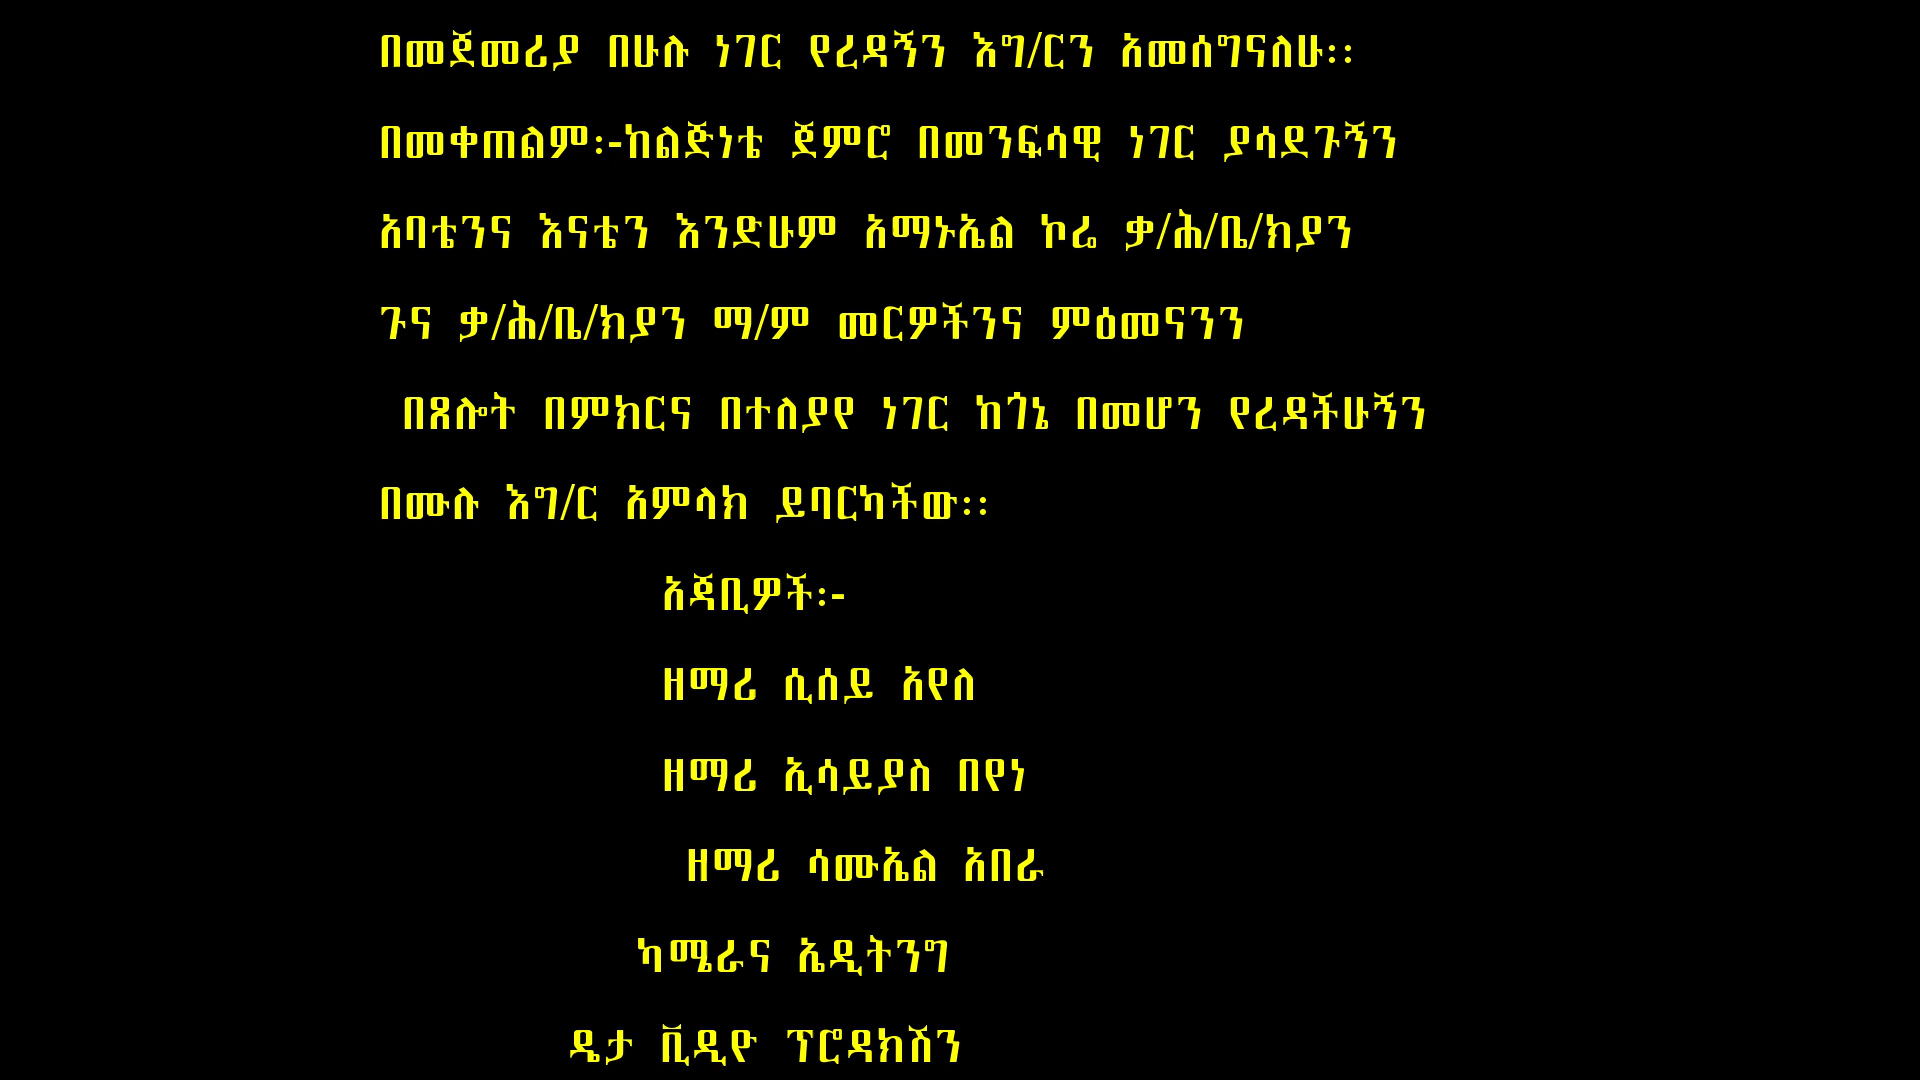 በመጀመሪያ በሁሉ ነገር የረዳኝን እግ/ርን አመሰግናለሁ፡፡
በመቀጠልም፡-ከልጅነቴ ጀምሮ በመንፍሳዊ ነገር ያሳደጉኝን
አባቴንና እናቴን እንድሁም አማኑኤል ኮሬ ቃ/ሕ/ቤ/ክያን
ጉና ቃ/ሕ/ቤ/ክያን ማ/ም መርዎችንና ምዕመናንን
በጸሎት በምክርና በተለያየ ነገር ከጎኔ በመሆን የረዳችሁኝን
በሙሉ እግ/ር አምላክ ይባርካችው፡፡
አጃቢዎች፡-
ዘማሪ ሲሰይ አየለ
ዘማሪ ኢሳይያስ በየነ
ዘማሪ ሳሙኤል አበራ
ካሜራና ኤዲትንግ
ዴታ ቪዲዮ ፕሮዳክሽን